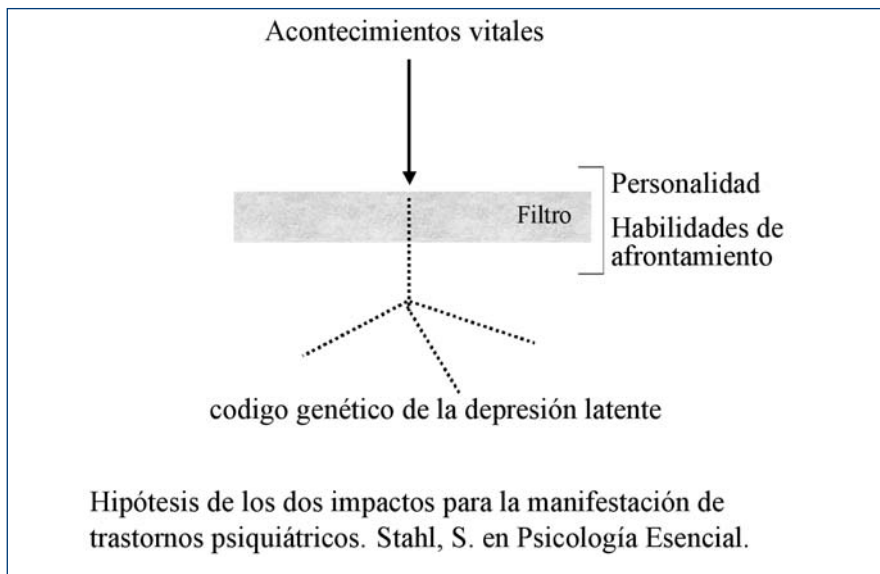 Acontecimientos vitales
Filtro
Personalidad
Habilidades de
afrontamiento
codigo genético de la depresión latente
Hipótesis de los dos impactos para la manifestación de
trastornos psiquiátricos. Stahl, S. en Psicología Esencial.